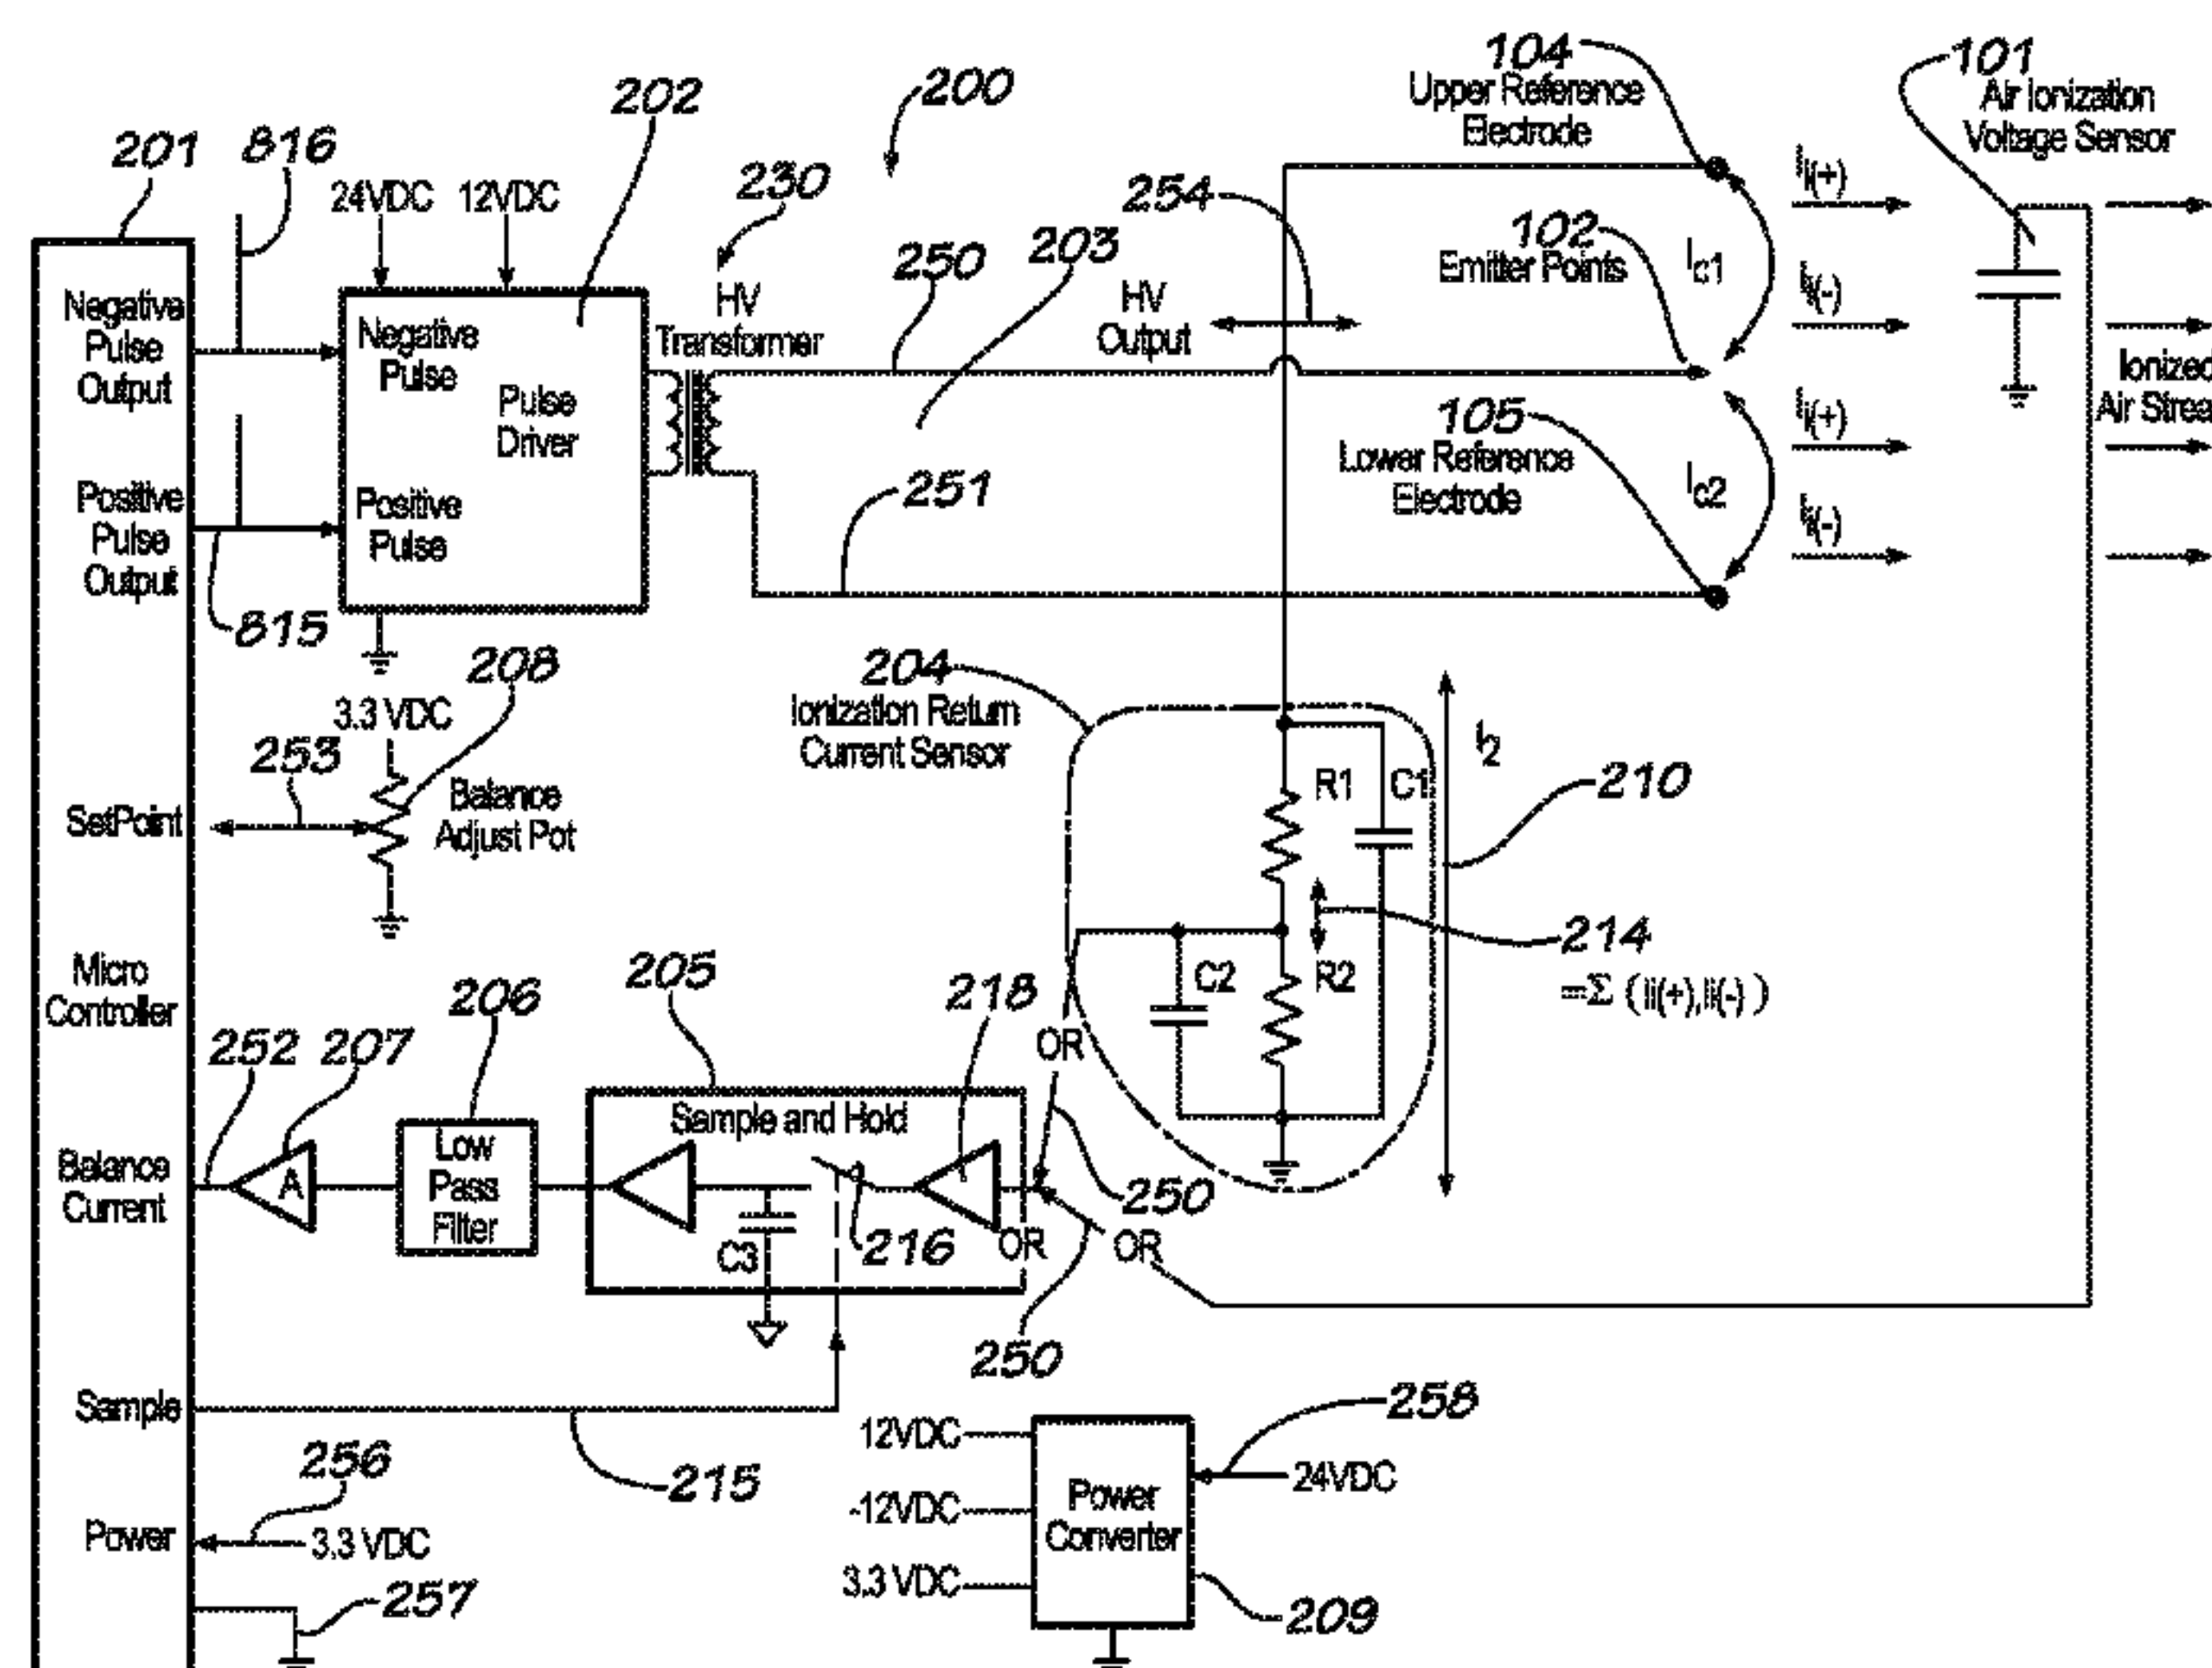 104
Upper Reference
Electrode
101
Air Ionization
Voltage Sensor
200
202
201
816
24VDC
12VDC
230
254
Ii(+)
102
Emitter Points
Ic1
250
203
HV
Transformer
HV
Output
Ii(-)
Negative
Pulse
Output
Negative
Pulse
Pulse
Driver
Ionized
Air Strea
105
Lower Reference
Electrode
Ii(+)
Ic2
251
Positive
Pulse
Output
Positive
Pulse
Ii(-)
815
208
204
Ionization Return
Current Sensor
3.3 VDC
253
SetPoint
Balance
Adjust Pot
I2
R1
C1
210
214
=Σ (Ii(+),Ii(-))
C2
R2
Micro
Controller
206
205
218
OR
252
207
Sample and Hold
Low
Pass
Filter
A
Balance
Current
C3
216
OR
250
OR
250
Sample
215
258
12VDC
24VDC
-12VDC
Power
Converter
3.3 VDC
209
256
Power
3.3 VDC
257